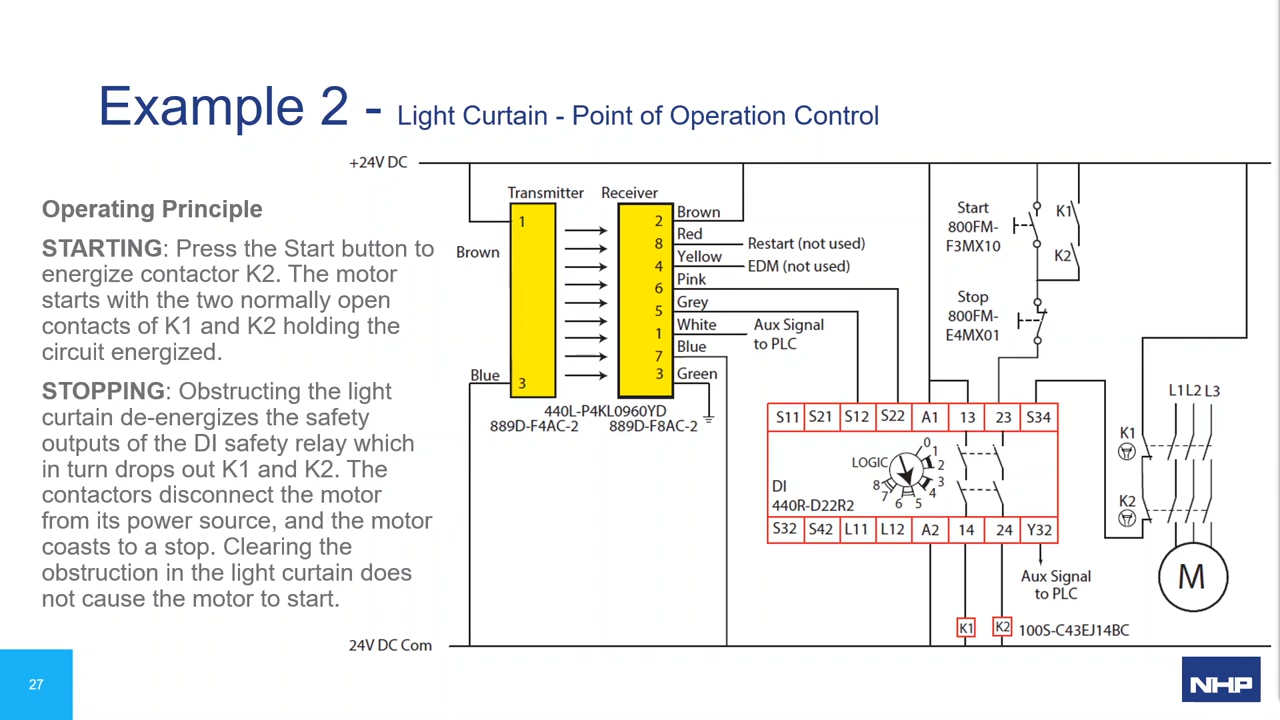 Example 2 - Light Curtain - Point of Operation Control
Operating Principle
STARTING: Press the Start button to
energize contactor K2. The motor
starts with the two normally open
contacts of K1 and K2 holding the
circuit energized.
STOPPING: Obstructing the light
curtain de-energizes the safety
outputs of the DI safety relay which
in turn drops out K1 and K2. The
contactors disconnect the motor
from its power source, and the motor
coasts to a stop. Clearing the
obstruction in the light curtain does
not cause the motor to start.
+24V DC
Transmitter Receiver
1
2
Brown
Brown
8
Red
Restart (not used)
4
Yellow
EDM (not used)
6
Pink
5
Grey
1
White
Aux Signal
to PLC
7
Blue
Blue
3
3
Green
440L-P4KL0960YD
889D-F4AC-2
889D-F8AC-2
Start
800FM-
F3MX10
K1
K2
Stop
800FM-
E4MX01
S11 S21 S12 S22 A1 13 23 S34
LOGIC
0
1
2
3
4
5
6
7
8
DI
440R-D22R2
S32 S42 L11 L12 A2 14 24 Y32
Aux Signal
to PLC
K1
K2
100S-C43EJ14BC
L1 L2 L3
K1
K2
M
24V DC Com
27
NHP